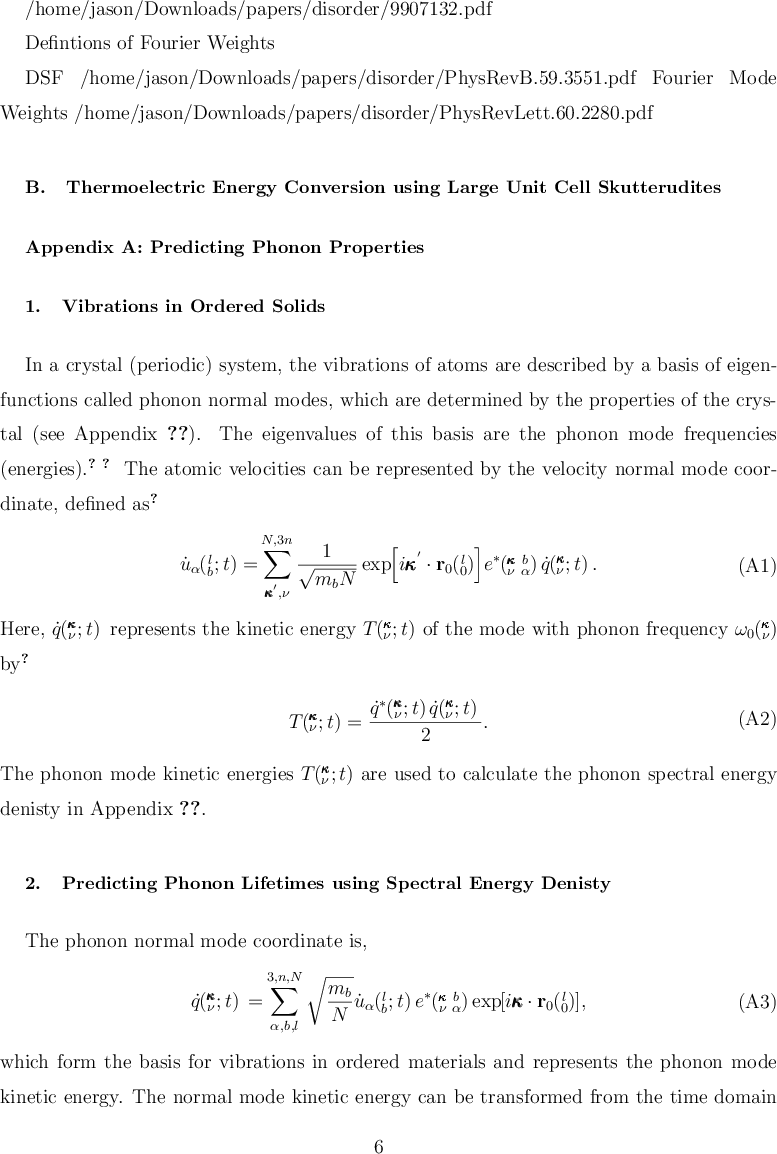 /home/jason/Downloads/papers/disorder/9907132.pdf
Defintions of Fourier Weights
DSF /home/jason/Downloads/papers/disorder/PhysRevB.59.3551.pdf Fourier Mode
Weights /home/jason/Downloads/papers/disorder/PhysRevLett.60.2280.pdf
B. Thermoelectric Energy Conversion using Large Unit Cell Skutterudites
Appendix A: Predicting Phonon Properties
1. Vibrations in Ordered Solids
In a crystal (periodic) system, the vibrations of atoms are described by a basis of eigen-
functions called phonon normal modes, which are determined by the properties of the crys-
tal (see Appendix ??). The eigenvalues of this basis are the phonon mode frequencies
(energies).? ? The atomic velocities can be represented by the velocity normal mode coor-
dinate, defined as?
$\dot{u}_{\alpha}({}^{l}_{b};t) = \sum_{\boldsymbol{\kappa}',\nu}^{N,3n} \frac{1}{\sqrt{m_b N}} \exp\left[i\boldsymbol{\kappa}' \cdot \mathbf{r}_0({}^{l}_{0})\right] e^{*}({}^{\boldsymbol{\kappa}}_{\nu}\,{}^{b}_{\alpha})\, \dot{q}({}^{\boldsymbol{\kappa}}_{\nu};t)\,.$ (A1)
Here, $\dot{q}({}^{\boldsymbol{\kappa}}_{\nu};t)$ represents the kinetic energy $T({}^{\boldsymbol{\kappa}}_{\nu};t)$ of the mode with phonon frequency $\omega_0({}^{\boldsymbol{\kappa}}_{\nu})$
by?
$T({}^{\boldsymbol{\kappa}}_{\nu};t) = \frac{\dot{q}^{*}({}^{\boldsymbol{\kappa}}_{\nu};t)\,\dot{q}({}^{\boldsymbol{\kappa}}_{\nu};t)}{2}.$ (A2)
The phonon mode kinetic energies $T({}^{\boldsymbol{\kappa}}_{\nu};t)$ are used to calculate the phonon spectral energy
denisty in Appendix ??.
2. Predicting Phonon Lifetimes using Spectral Energy Denisty
The phonon normal mode coordinate is,
$\dot{q}({}^{\boldsymbol{\kappa}}_{\nu};t) = \sum_{\alpha,b,l}^{3,n,N} \sqrt{\frac{m_b}{N}} \dot{u}_{\alpha}({}^{l}_{b};t)\, e^{*}({}^{\boldsymbol{\kappa}}_{\nu}\,{}^{b}_{\alpha}) \exp[i\boldsymbol{\kappa} \cdot \mathbf{r}_0({}^{l}_{0})],$ (A3)
which form the basis for vibrations in ordered materials and represents the phonon mode
kinetic energy. The normal mode kinetic energy can be transformed from the time domain
6